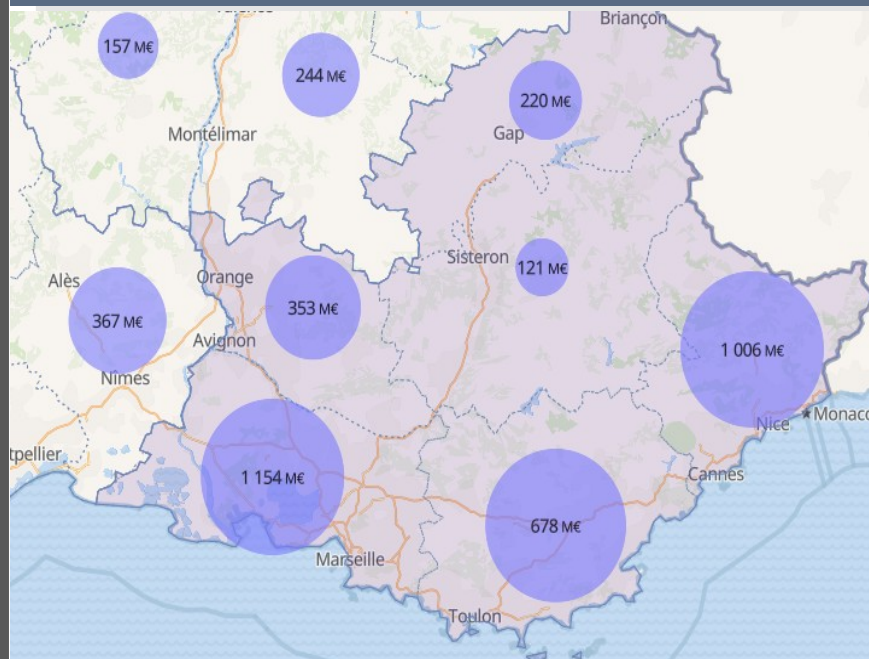 Briançon
157 M€
244 M€
220 M€
Montélimar
Gap
Sisteron
121 M€
Alès
Orange
353 M€
367 M€
Avignon
1 006 M€
Nîmes
Nice
Monaco
tpellier
Cannes
1 154 M€
678 M€
Marseille
Toulon